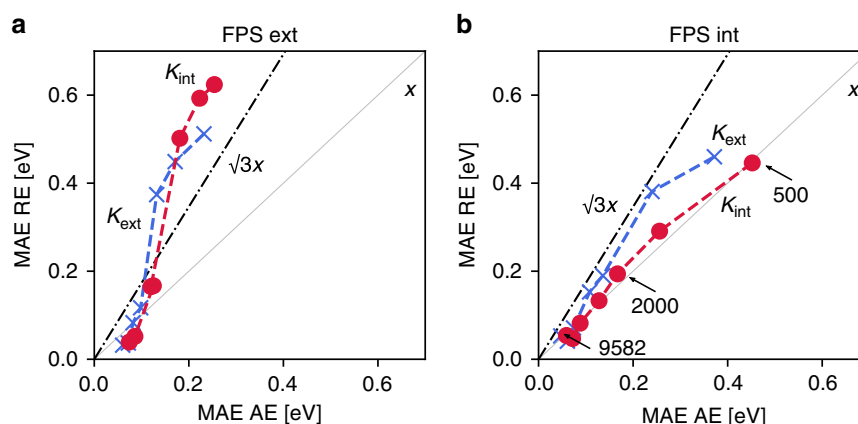 a
FPS ext
0.6
0.4
0.2
0.0
MAE RE [eV]
K_int
K_ext
√3x
x
0.0
0.2
0.4
0.6
MAE AE [eV]
b
FPS int
0.6
0.4
0.2
0.0
MAE RE [eV]
x
K_ext
√3x
K_int
500
2000
9582
0.0
0.2
0.4
0.6
MAE AE [eV]